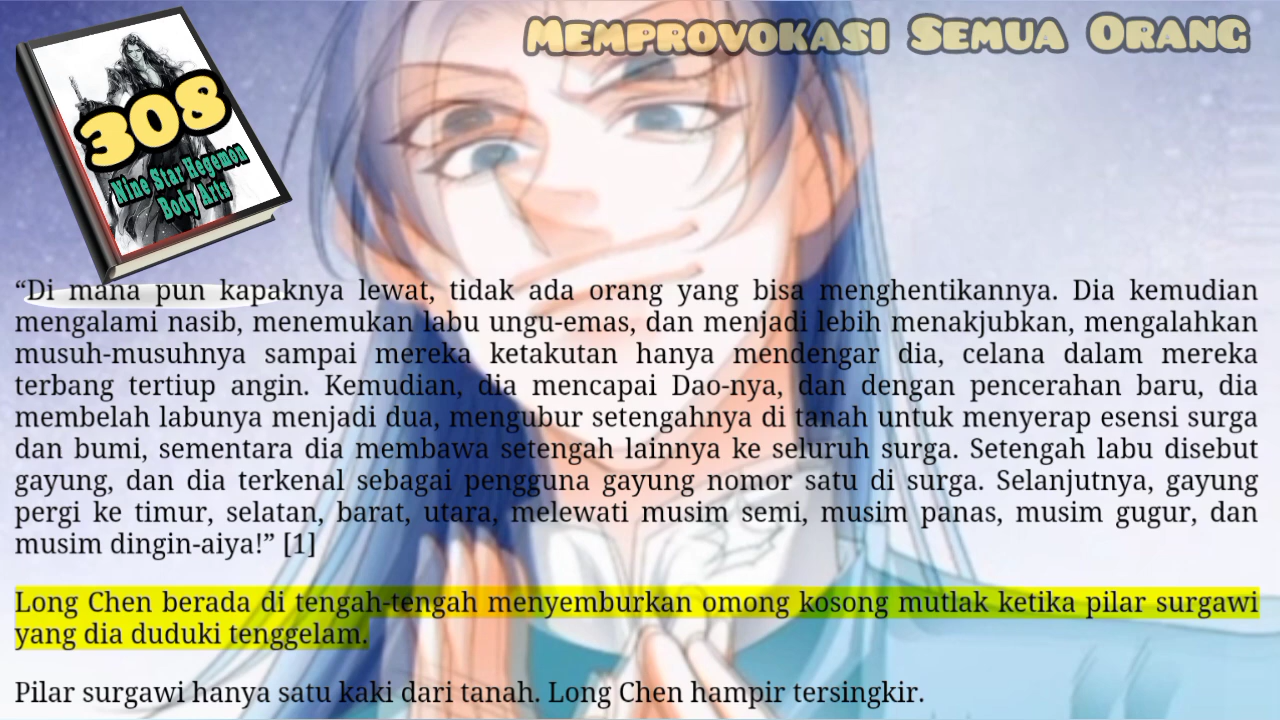 Memprovokasi Semua Orang
308
Nine Star Hegemon
Body Arts
“Di mana pun kapaknya lewat, tidak ada orang yang bisa menghentikannya. Dia kemudian
mengalami nasib, menemukan labu ungu-emas, dan menjadi lebih menakjubkan, mengalahkan
musuh-musuhnya sampai mereka ketakutan hanya mendengar dia, celana dalam mereka
terbang tertiup angin. Kemudian, dia mencapai Dao-nya, dan dengan pencerahan baru, dia
membelah labunya menjadi dua, mengubur setengahnya di tanah untuk menyerap esensi surga
dan bumi, sementara dia membawa setengah lainnya ke seluruh surga. Setengah labu disebut
gayung, dan dia terkenal sebagai pengguna gayung nomor satu di surga. Selanjutnya, gayung
pergi ke timur, selatan, barat, utara, melewati musim semi, musim panas, musim gugur, dan
musim dingin-aiya!” [1]
Long Chen berada di tengah-tengah menyemburkan omong kosong mutlak ketika pilar surgawi
yang dia duduki tenggelam.
Pilar surgawi hanya satu kaki dari tanah. Long Chen hampir tersingkir.